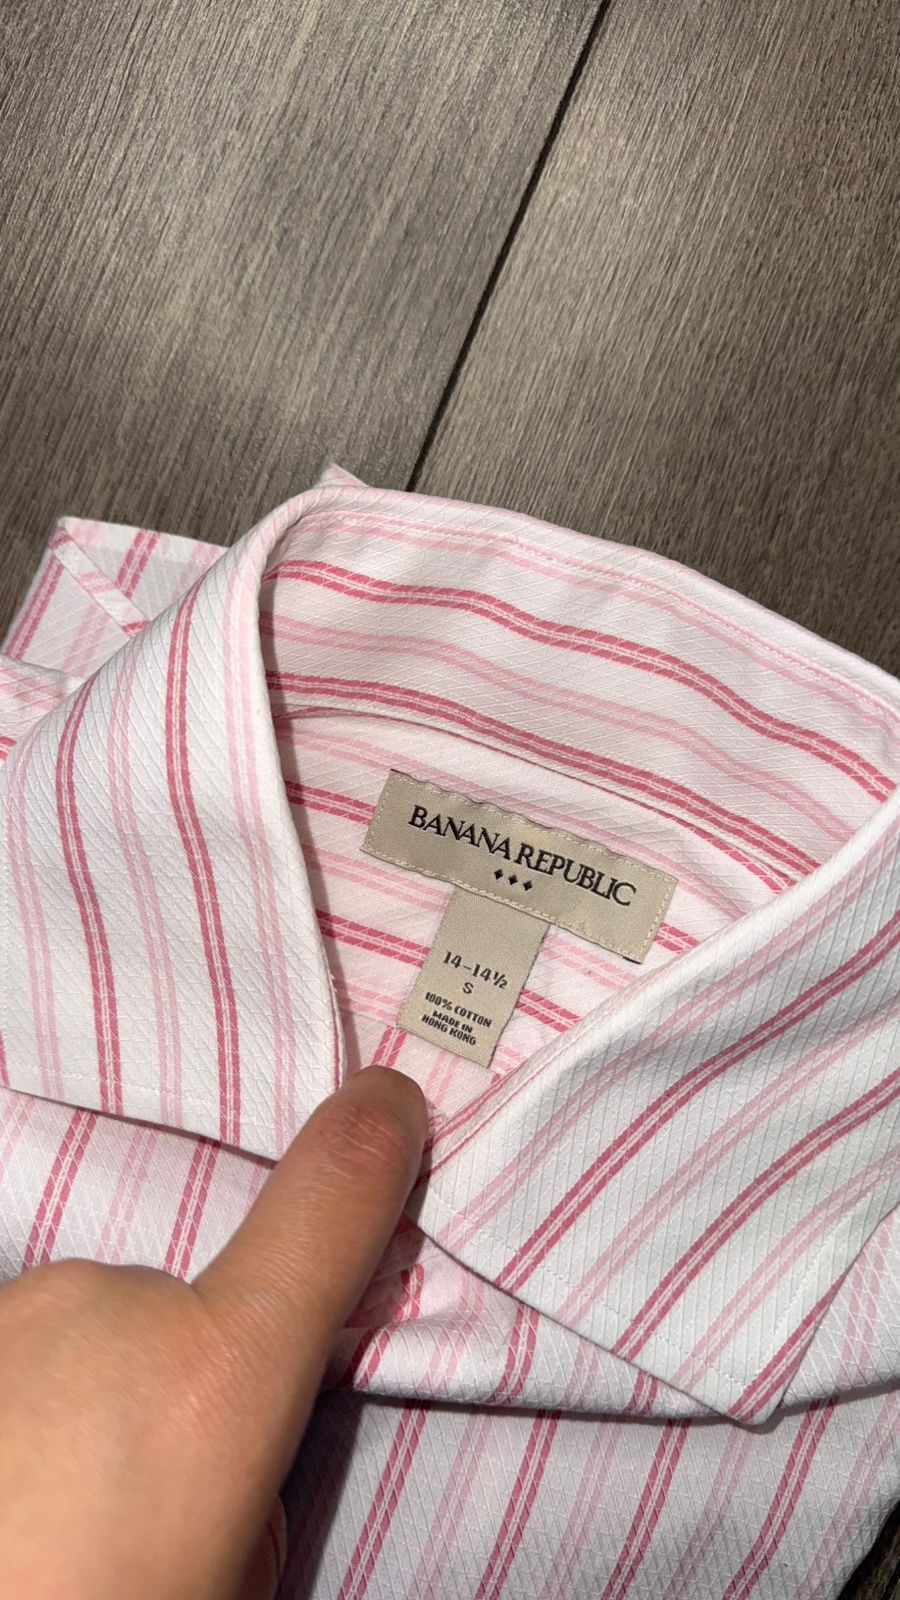 BANANA REPUBLIC
14-14½
S
100% COTTON
MADE IN
HONG KONG